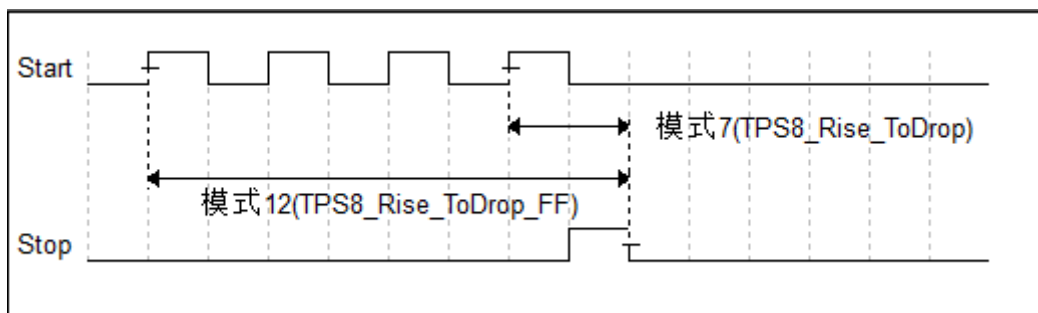 Start
模式7(TPS8_Rise_ToDrop)
模式12(TPS8_Rise_ToDrop_FF)
Stop